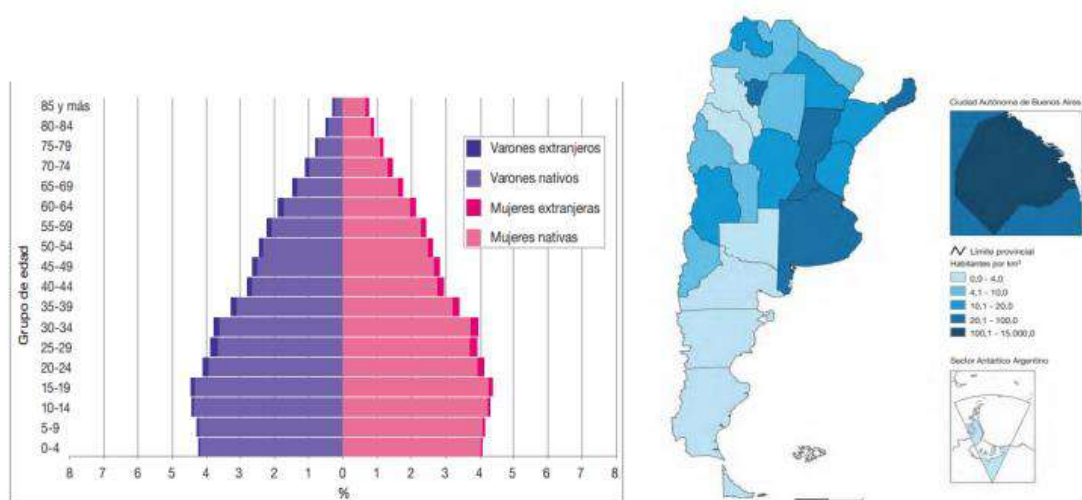 Grupo de edad
85 y más
80-84
75-79
70-74
65-69
60-64
55-59
50-54
45-49
40-44
35-39
30-34
25-29
20-24
15-19
10-14
5-9
0-4
8 7 6 5 4 3 2 1 0 1 2 3 4 5 6 7 8
%
Varones extranjeros
Varones nativos
Mujeres extranjeras
Mujeres nativas
Ciudad Autónoma de Buenos Aires
Límite provincial
Habitantes por km²
0,0 - 4,0
4,1 - 10,0
10,1 - 20,0
20,1 - 100,0
100,1 - 15.000,0
Sector Antártico Argentino